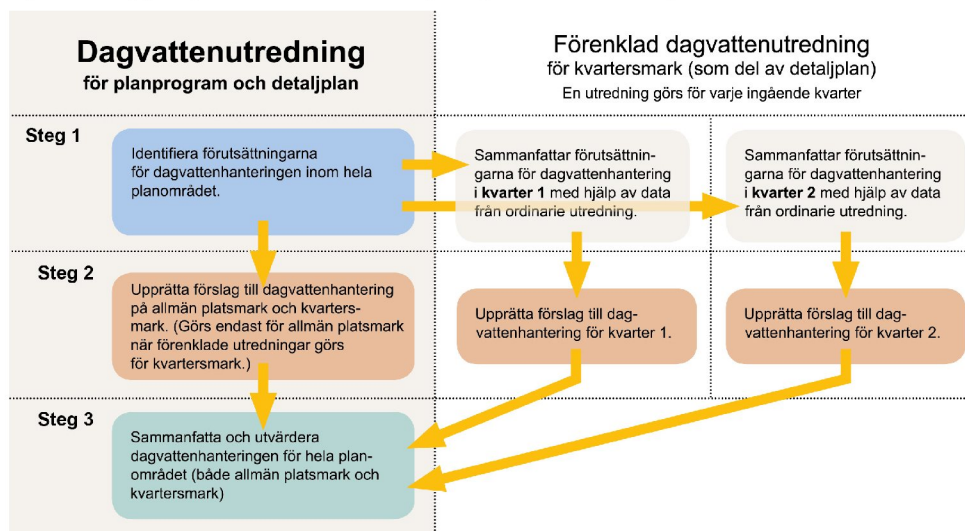 Dagvattenutredning
för planprogram och detaljplan
Förenklad dagvattenutredning
för kvartersmark (som del av detaljplan)
En utredning görs för varje ingående kvarter
Steg 1
Identifiera förutsättningarna
för dagvattenhanteringen inom hela
planområdet.
Sammanfattar förutsättnin-
garna för dagvattenhantering
i kvarter 1 med hjälp av data
från ordinarie utredning.
Sammanfattar förutsättnin-
garna för dagvattenhantering
i kvarter 2 med hjälp av data
från ordinarie utredning.
Steg 2
Upprätta förslag till dagvattenhantering
på allmän platsmark och kvarters-
mark. (Görs endast för allmän platsmark
när förenklade utredningar görs
för kvartersmark.)
Upprätta förslag till dag-
vattenhantering för kvarter 1.
Upprätta förslag till dag-
vattenhantering för kvarter 2.
Steg 3
Sammanfatta och utvärdera
dagvattenhanteringen för hela plan-
området (både allmän platsmark och
kvartersmark)